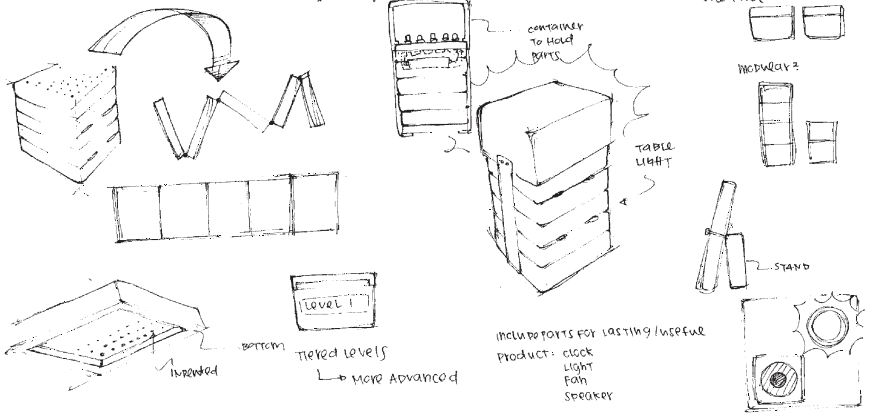 CONTAINER
TO HOLD
PARTS
MODULAR?
TABLE
LIGHT
STAND
LEVEL 1
BOTTOM
INDENTED
TIERED LEVELS
MORE ADVANCED
INCLUDE PARTS FOR LASTING/USEFUL
PRODUCT: CLOCK
LIGHT
FAN
SPEAKER